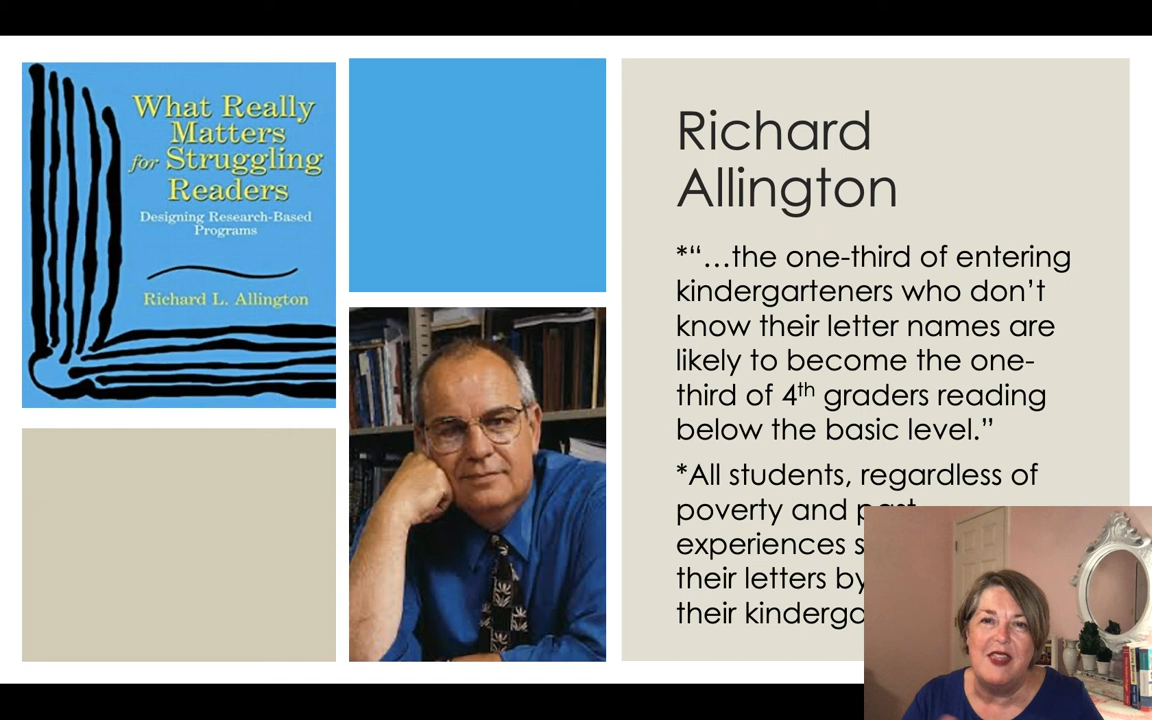 What Really
Matters
for Struggling
Readers
Designing Research-Based
Programs
Richard L. Allington
Richard
Allington
*“…the one-third of entering
kindergarteners who don’t
know their letter names are
likely to become the one-
third of 4th graders reading
below the basic level.”
*All students, regardless of
poverty and past
experiences
their letters by
their